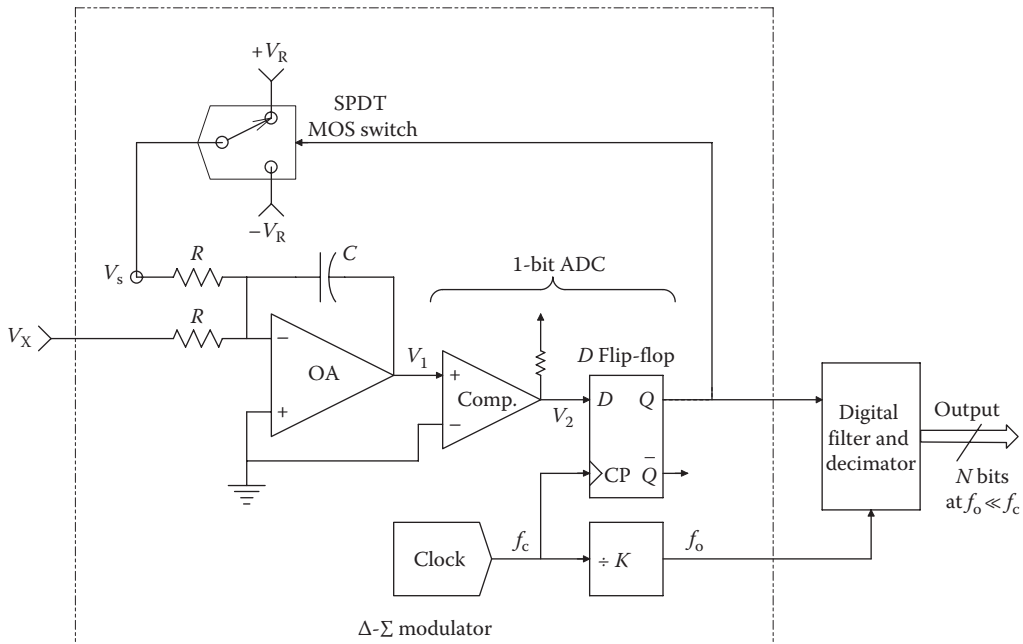 +V_R
SPDT
MOS switch
−V_R
R
C
V_s
1-bit ADC
R
V_X
−
OA
+
V_1
+
Comp.
−
V_2
D Flip-flop
D Q
CP Q̅
Digital
filter and
decimator
Output
N bits
at f_o ≪ f_c
Clock
f_c
÷ K
f_o
Δ-Σ modulator